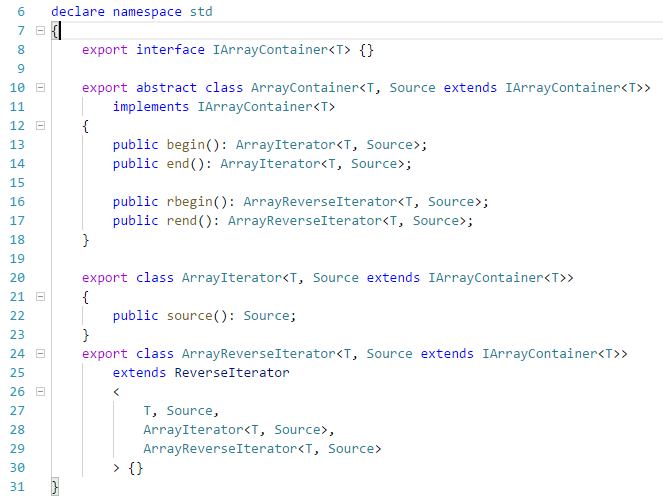 6 declare namespace std
7 {
8     export interface IArrayContainer<T> {}
9
10     export abstract class ArrayContainer<T, Source extends IArrayContainer<T>>
11         implements IArrayContainer<T>
12     {
13         public begin(): ArrayIterator<T, Source>;
14         public end(): ArrayIterator<T, Source>;
15
16         public rbegin(): ArrayReverseIterator<T, Source>;
17         public rend(): ArrayReverseIterator<T, Source>;
18     }
19
20     export class ArrayIterator<T, Source extends IArrayContainer<T>>
21     {
22         public source(): Source;
23     }
24     export class ArrayReverseIterator<T, Source extends IArrayContainer<T>>
25         extends ReverseIterator
26         <
27             T, Source,
28             ArrayIterator<T, Source>,
29             ArrayReverseIterator<T, Source>
30         > {}
31 }